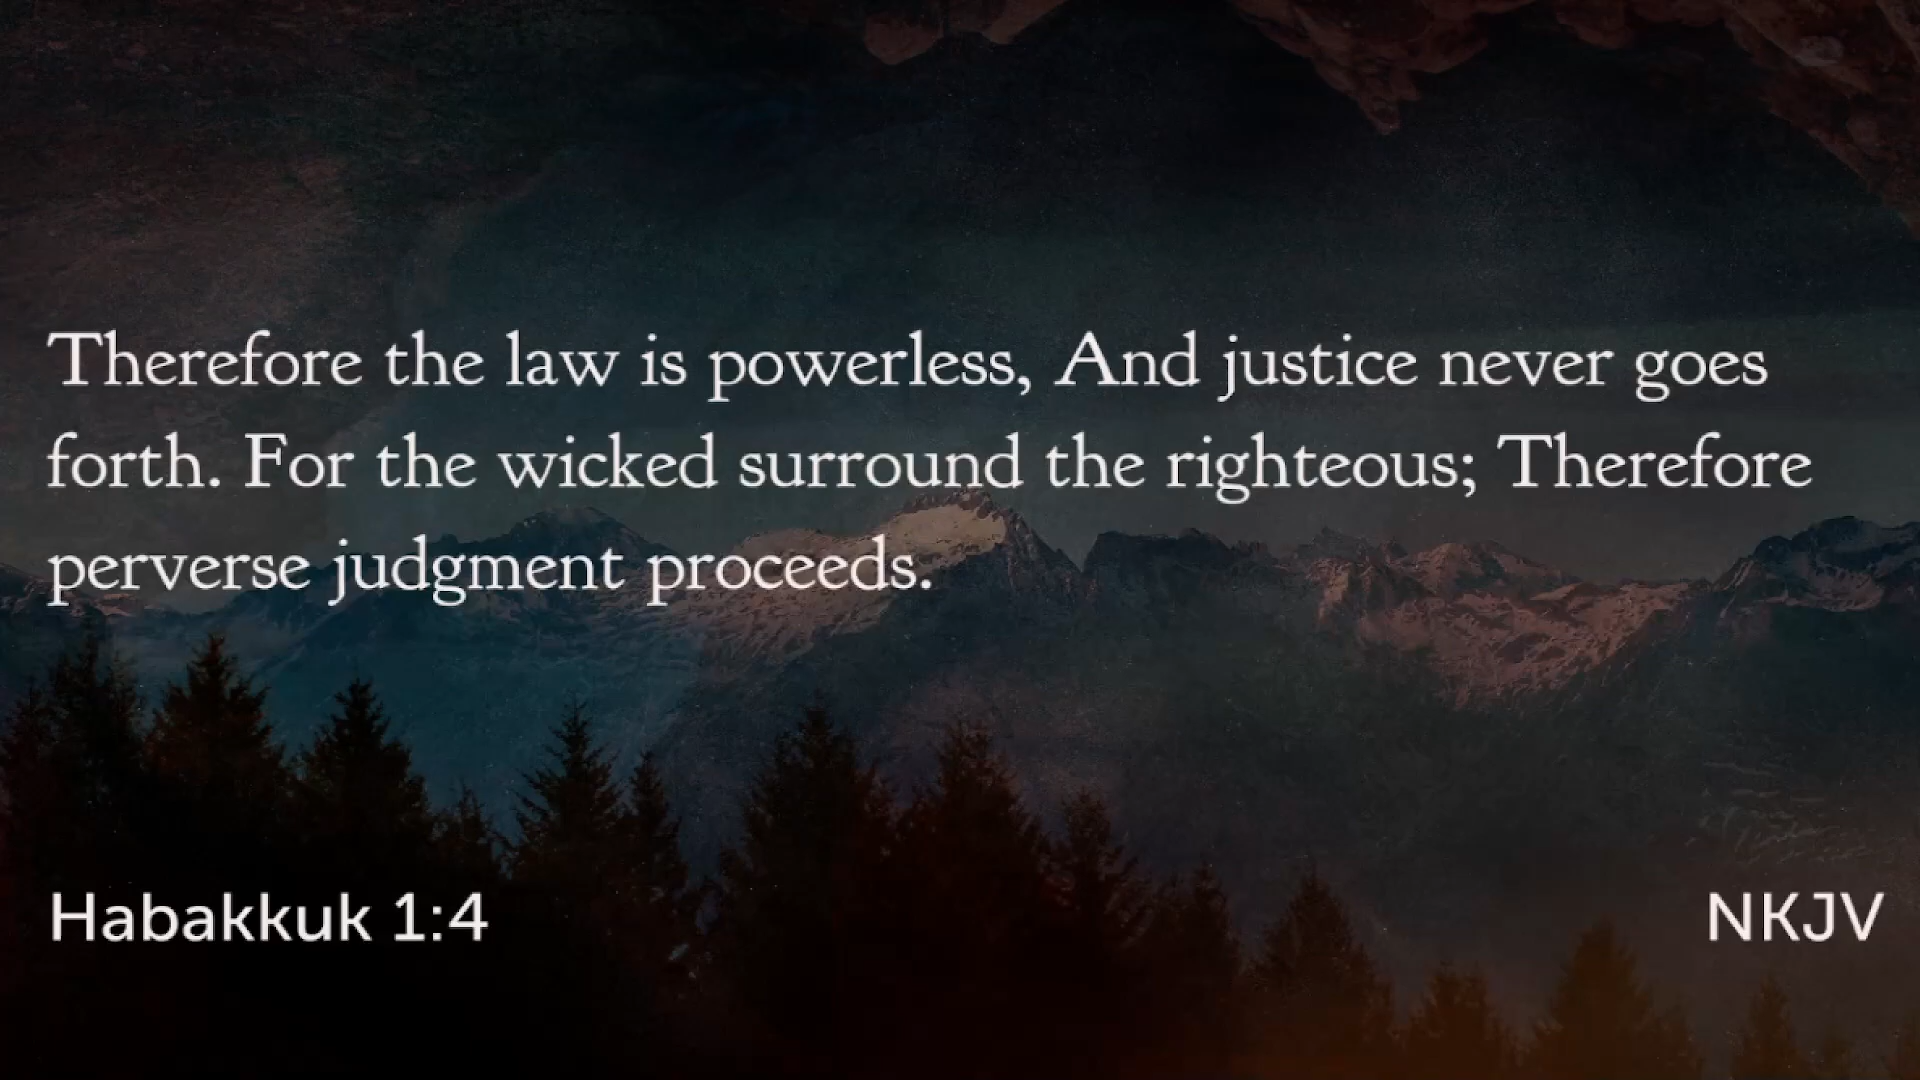 Therefore the law is powerless, And justice never goes
forth. For the wicked surround the righteous; Therefore
perverse judgment proceeds.
Habakkuk 1:4
NKJV